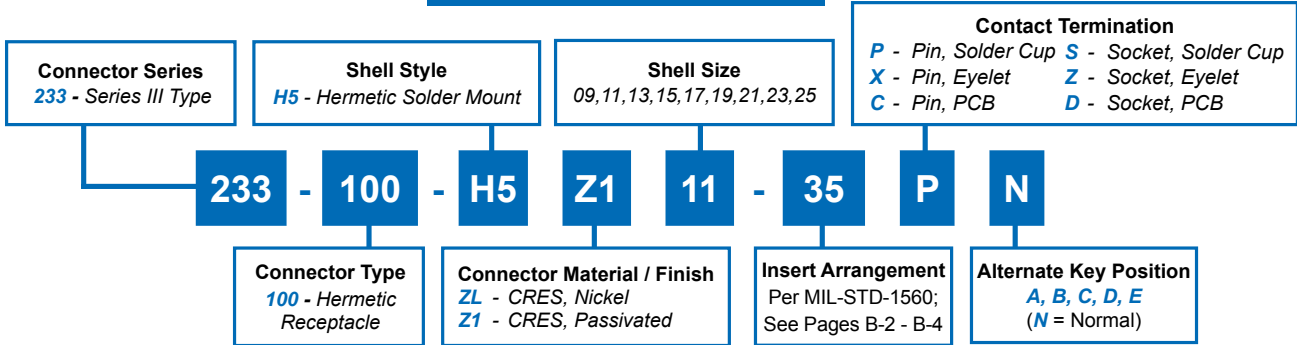 Contact Termination
P - Pin, Solder Cup S - Socket, Solder Cup
X - Pin, Eyelet Z - Socket, Eyelet
C - Pin, PCB D - Socket, PCB
Connector Series
233 - Series III Type
Shell Style
H5 - Hermetic Solder Mount
Shell Size
09,11,13,15,17,19,21,23,25
233 - 100 - H5 Z1 11 - 35 P N
Connector Type
100 - Hermetic
Receptacle
Connector Material / Finish
ZL - CRES, Nickel
Z1 - CRES, Passivated
Insert Arrangement
Per MIL-STD-1560;
See Pages B-2 - B-4
Alternate Key Position
A, B, C, D, E
(N = Normal)